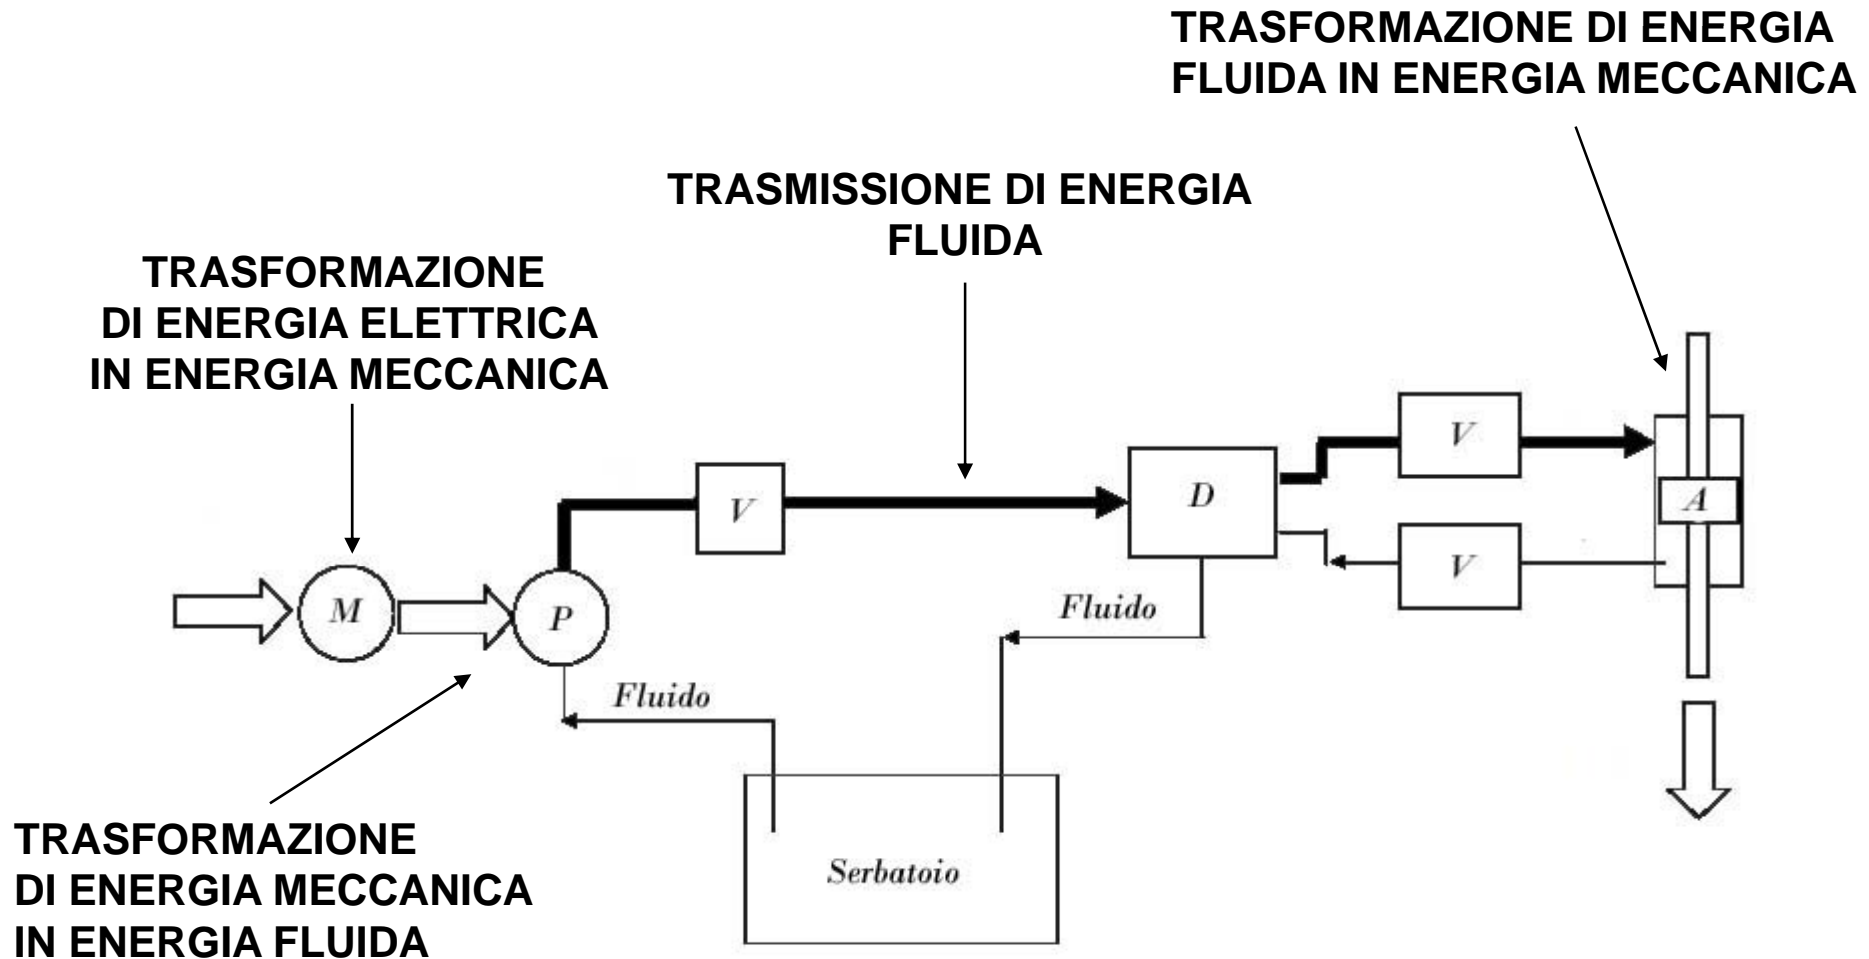 TRASFORMAZIONE DI ENERGIA
FLUIDA IN ENERGIA MECCANICA
TRASMISSIONE DI ENERGIA
FLUIDA
TRASFORMAZIONE
DI ENERGIA ELETTRICA
IN ENERGIA MECCANICA
V
V
D
A
V
V
M
P
Fluido
Fluido
Serbatoio
TRASFORMAZIONE
DI ENERGIA MECCANICA
IN ENERGIA FLUIDA